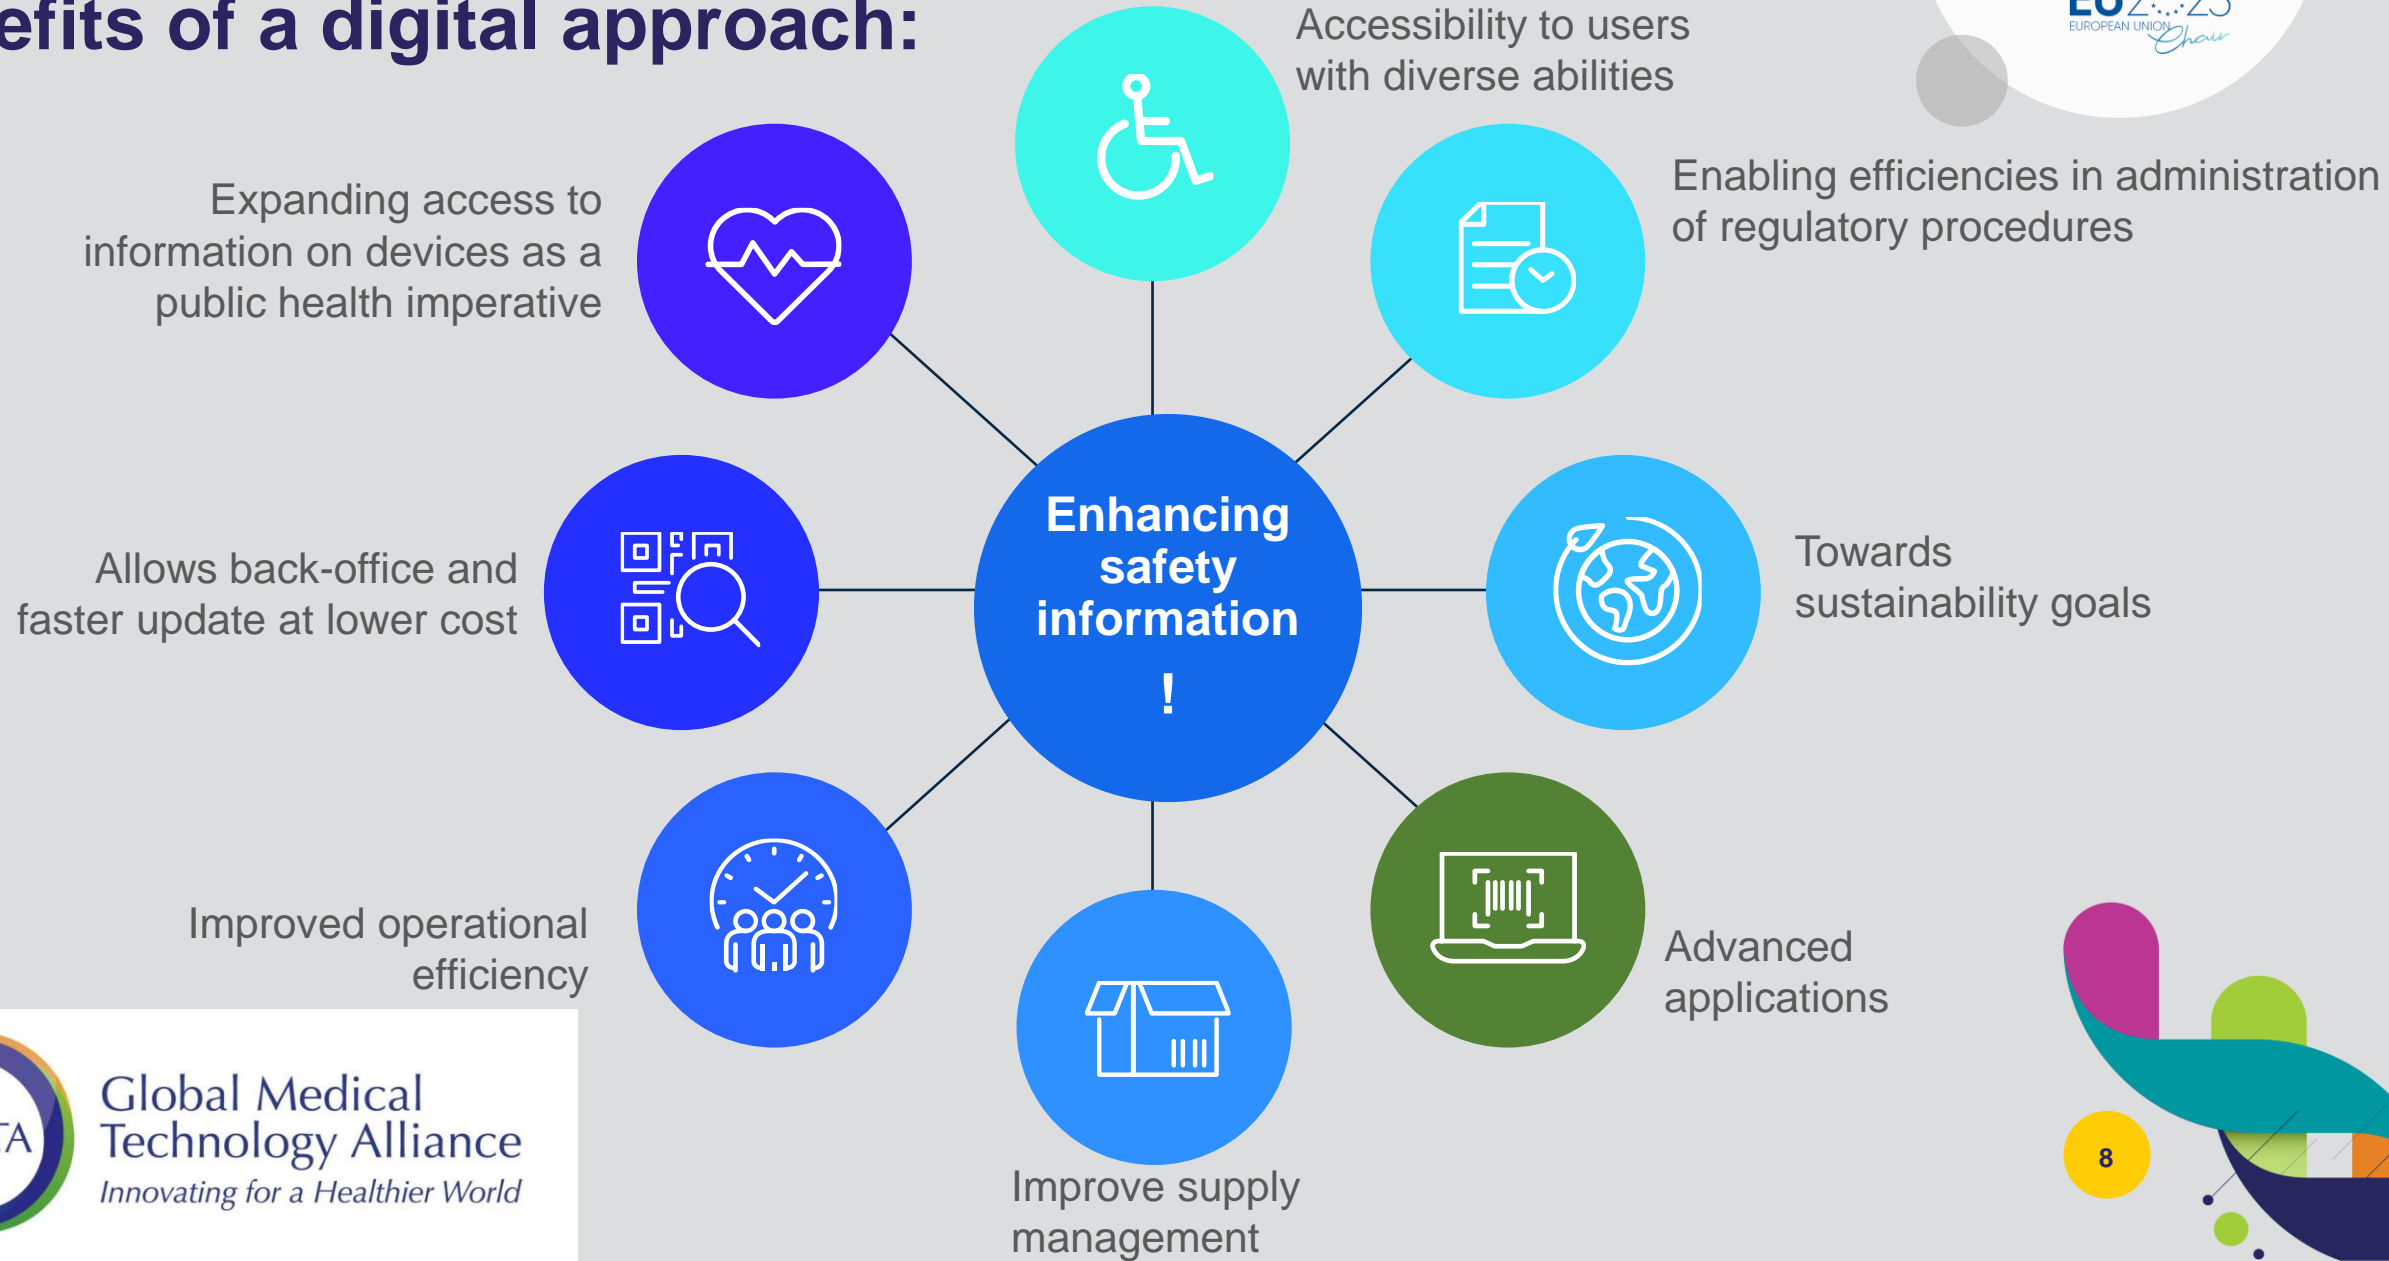 efits of a digital approach:
EUROPEAN UNION
Chair
Accessibility to users
with diverse abilities
Enabling efficiencies in administration
of regulatory procedures
Expanding access to
information on devices as a
public health imperative
Enhancing
safety
information
!
Towards
sustainability goals
Allows back-office and
faster update at lower cost
Improved operational
efficiency
Advanced
applications
Improve supply
management
TA
Global Medical
Technology Alliance
Innovating for a Healthier World
8